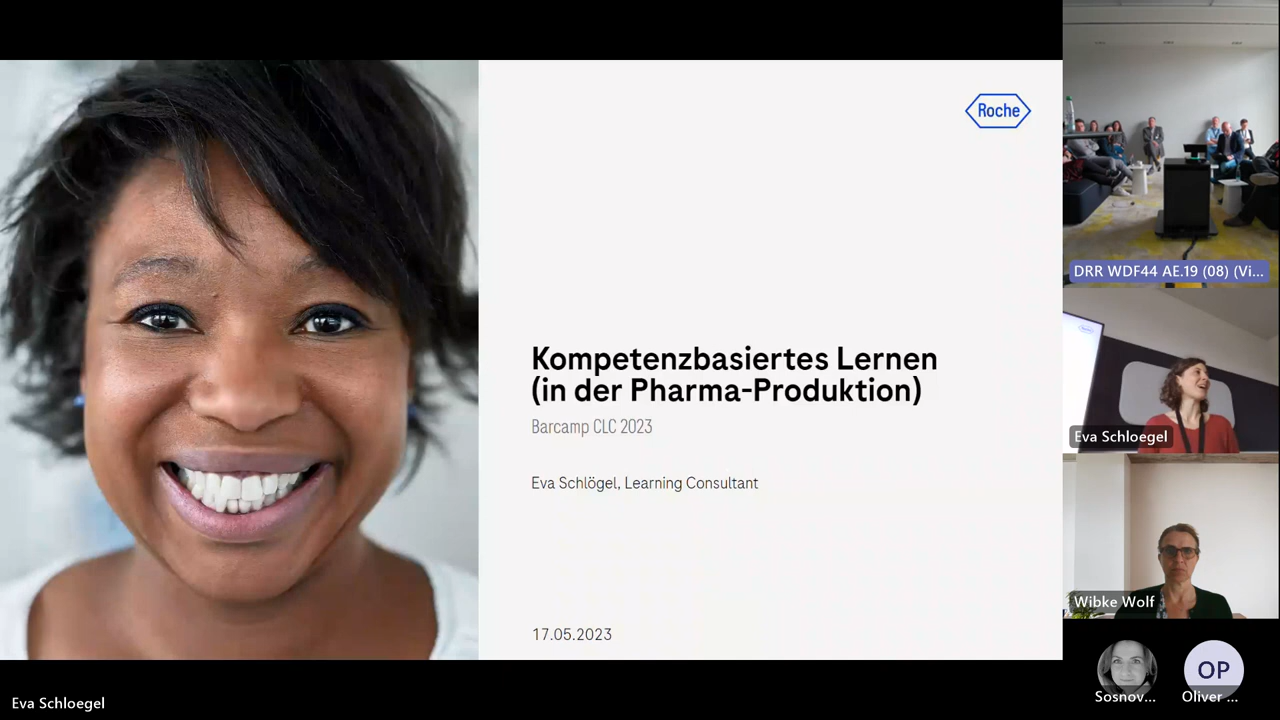 Roche
Kompetenzbasiertes Lernen
(in der Pharma-Produktion)
Barcamp CLC 2023
Eva Schlögel, Learning Consultant
17.05.2023
Eva Schloegel
DRR WDF44 AE.19 (08) (Vi...
Eva Schloegel
Wibke Wolf
OP
Sosnov...
Oliver ...